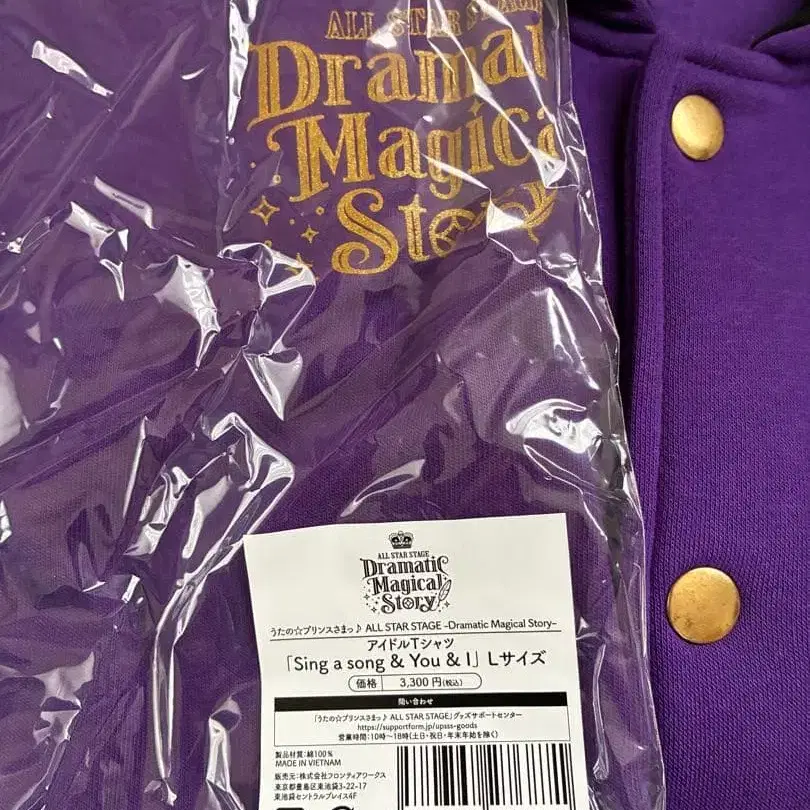 ALL STAR STAGE
Dramat
Magica
Story
ALL STAR STAGE
Dramatic
Magical
Story
うたの☆プリンスさまっ♪ ALL STAR STAGE -Dramatic Magical Story-
アイドルTシャツ
「Sing a song & You & I」 Lサイズ
価格 3,300 円(税込)
問い合わせ
「うたの☆プリンスさまっ♪ ALL STAR STAGE」グッズサポートセンター
https://supportform.jp/upsss-goods
営業時間:10時~18時(土日・祝日・年末年始を除く)
製品材質:綿100%
MADE IN VIETNAM
販売元:株式会社フロンティアワークス
東京都豊島区東池袋3-22-17
東池袋セントラルプレイス4F